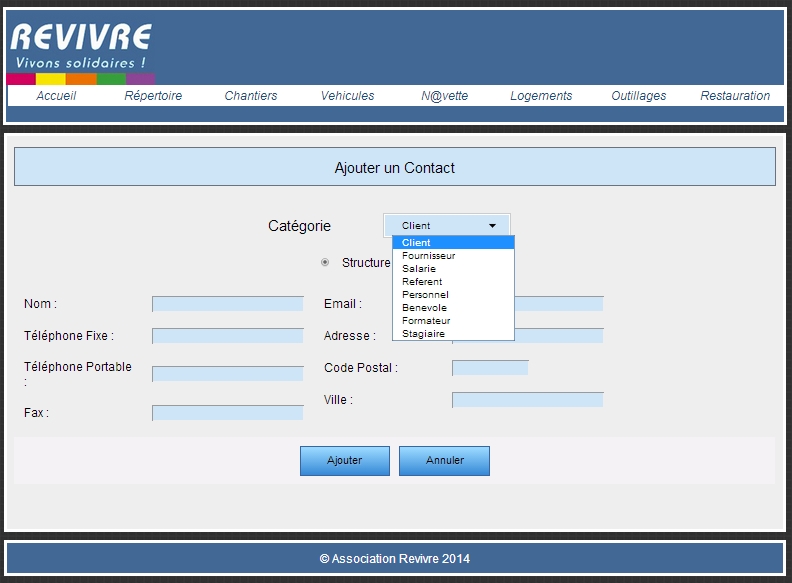 REVIVRE
Vivons solidaires !
Accueil Répertoire Chantiers Vehicules N@vette Logements Outillages Restauration
Ajouter un Contact
Catégorie Client
Client
Fournisseur
Salarie
Referent
Personnel
Benevole
Formateur
Stagiaire
Structure
Nom : Email :
Téléphone Fixe : Adresse :
Téléphone Portable Code Postal :
:
Fax : Ville :
Ajouter Annuler
© Association Revivre 2014